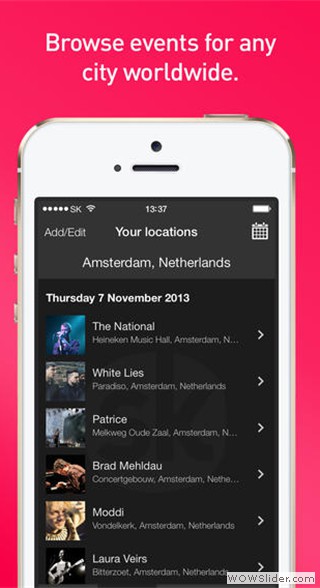 Browse events for any
city worldwide.
SK 13:37
Add/Edit Your locations
Amsterdam, Netherlands
Thursday 7 November 2013
The National
Heineken Music Hall, Amsterdam, N...
White Lies
Paradiso, Amsterdam, Netherlands
Patrice
Melkweg Oude Zaal, Amsterdam, N...
Brad Mehldau
Concertgebouw, Amsterdam, Nethe...
Moddi
Vondelkerk, Amsterdam, Netherlands
Laura Veirs
Bitterzoet, Amsterdam, Netherlands
WOWSlider.com